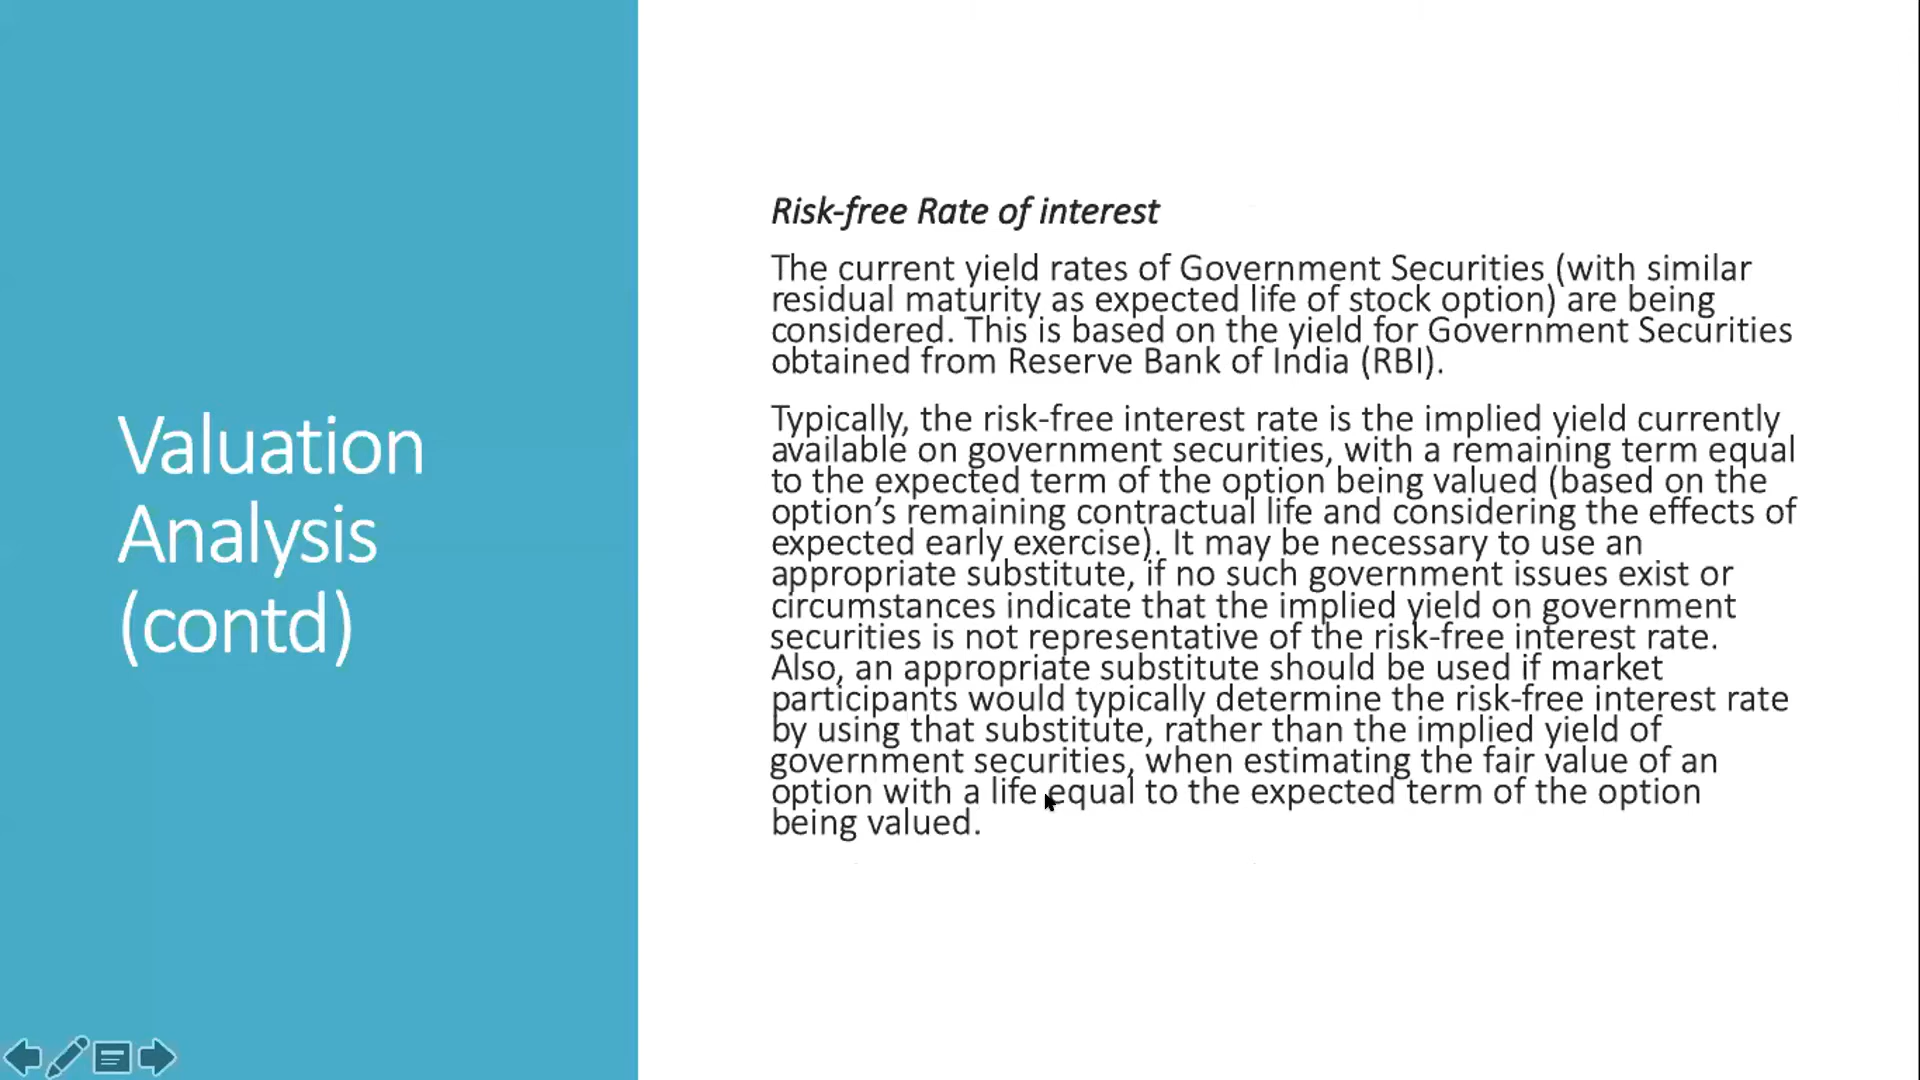 Valuation
Analysis
(contd)
Risk-free Rate of interest
The current yield rates of Government Securities (with similar
residual maturity as expected life of stock option) are being
considered. This is based on the yield for Government Securities
obtained from Reserve Bank of India (RBI).
Typically, the risk-free interest rate is the implied yield currently
available on government securities, with a remaining term equal
to the expected term of the option being valued (based on the
option’s remaining contractual life and considering the effects of
expected early exercise). It may be necessary to use an
appropriate substitute, if no such government issues exist or
circumstances indicate that the implied yield on government
securities is not representative of the risk-free interest rate.
Also, an appropriate substitute should be used if market
participants would typically determine the risk-free interest rate
by using that substitute, rather than the implied yield of
government securities, when estimating the fair value of an
option with a life equal to the expected term of the option
being valued.